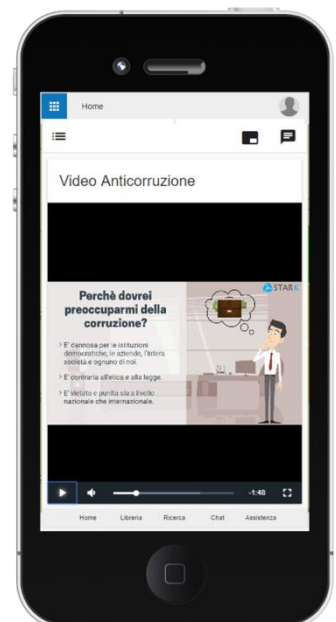 Home
Video Anticorruzione
STARK
Perchè dovrei
preoccuparmi della
corruzione?
> E' dannosa per le istituzioni
democratiche, le aziende, l'intera
società e ognuno di noi.
> E' contraria all'etica e alla legge.
> E' vietata e punita sia a livello
nazionale che internazionale.
-1:48
Home Libreria Ricerca Chat Assistenza